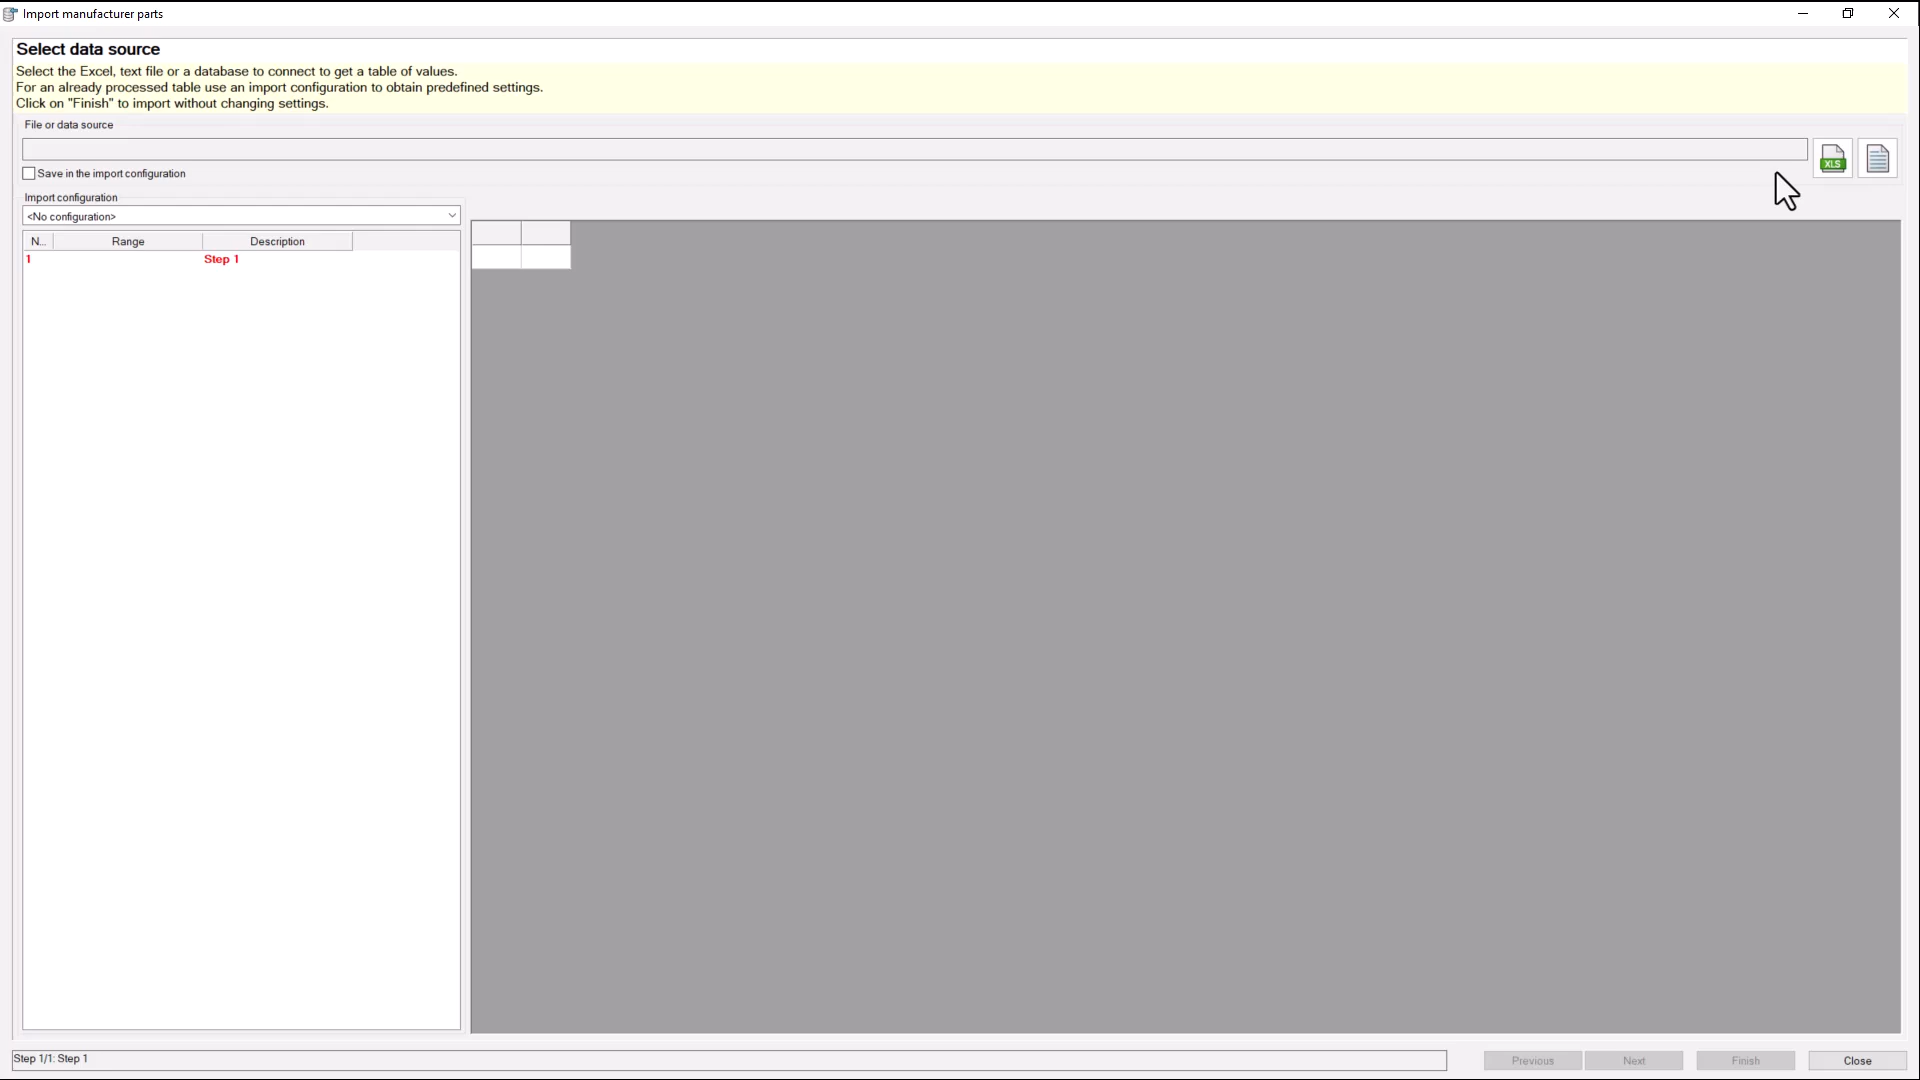 Import manufacturer parts
Select data source
Select the Excel, text file or a database to connect to get a table of values.
For an already processed table use an import configuration to obtain predefined settings.
Click on "Finish" to import without changing settings.
File or data source
XLS
Save in the import configuration
Import configuration
<No configuration>
N... Range Description
1 Step 1
Step 1/1: Step 1
Previous Next Finish Close